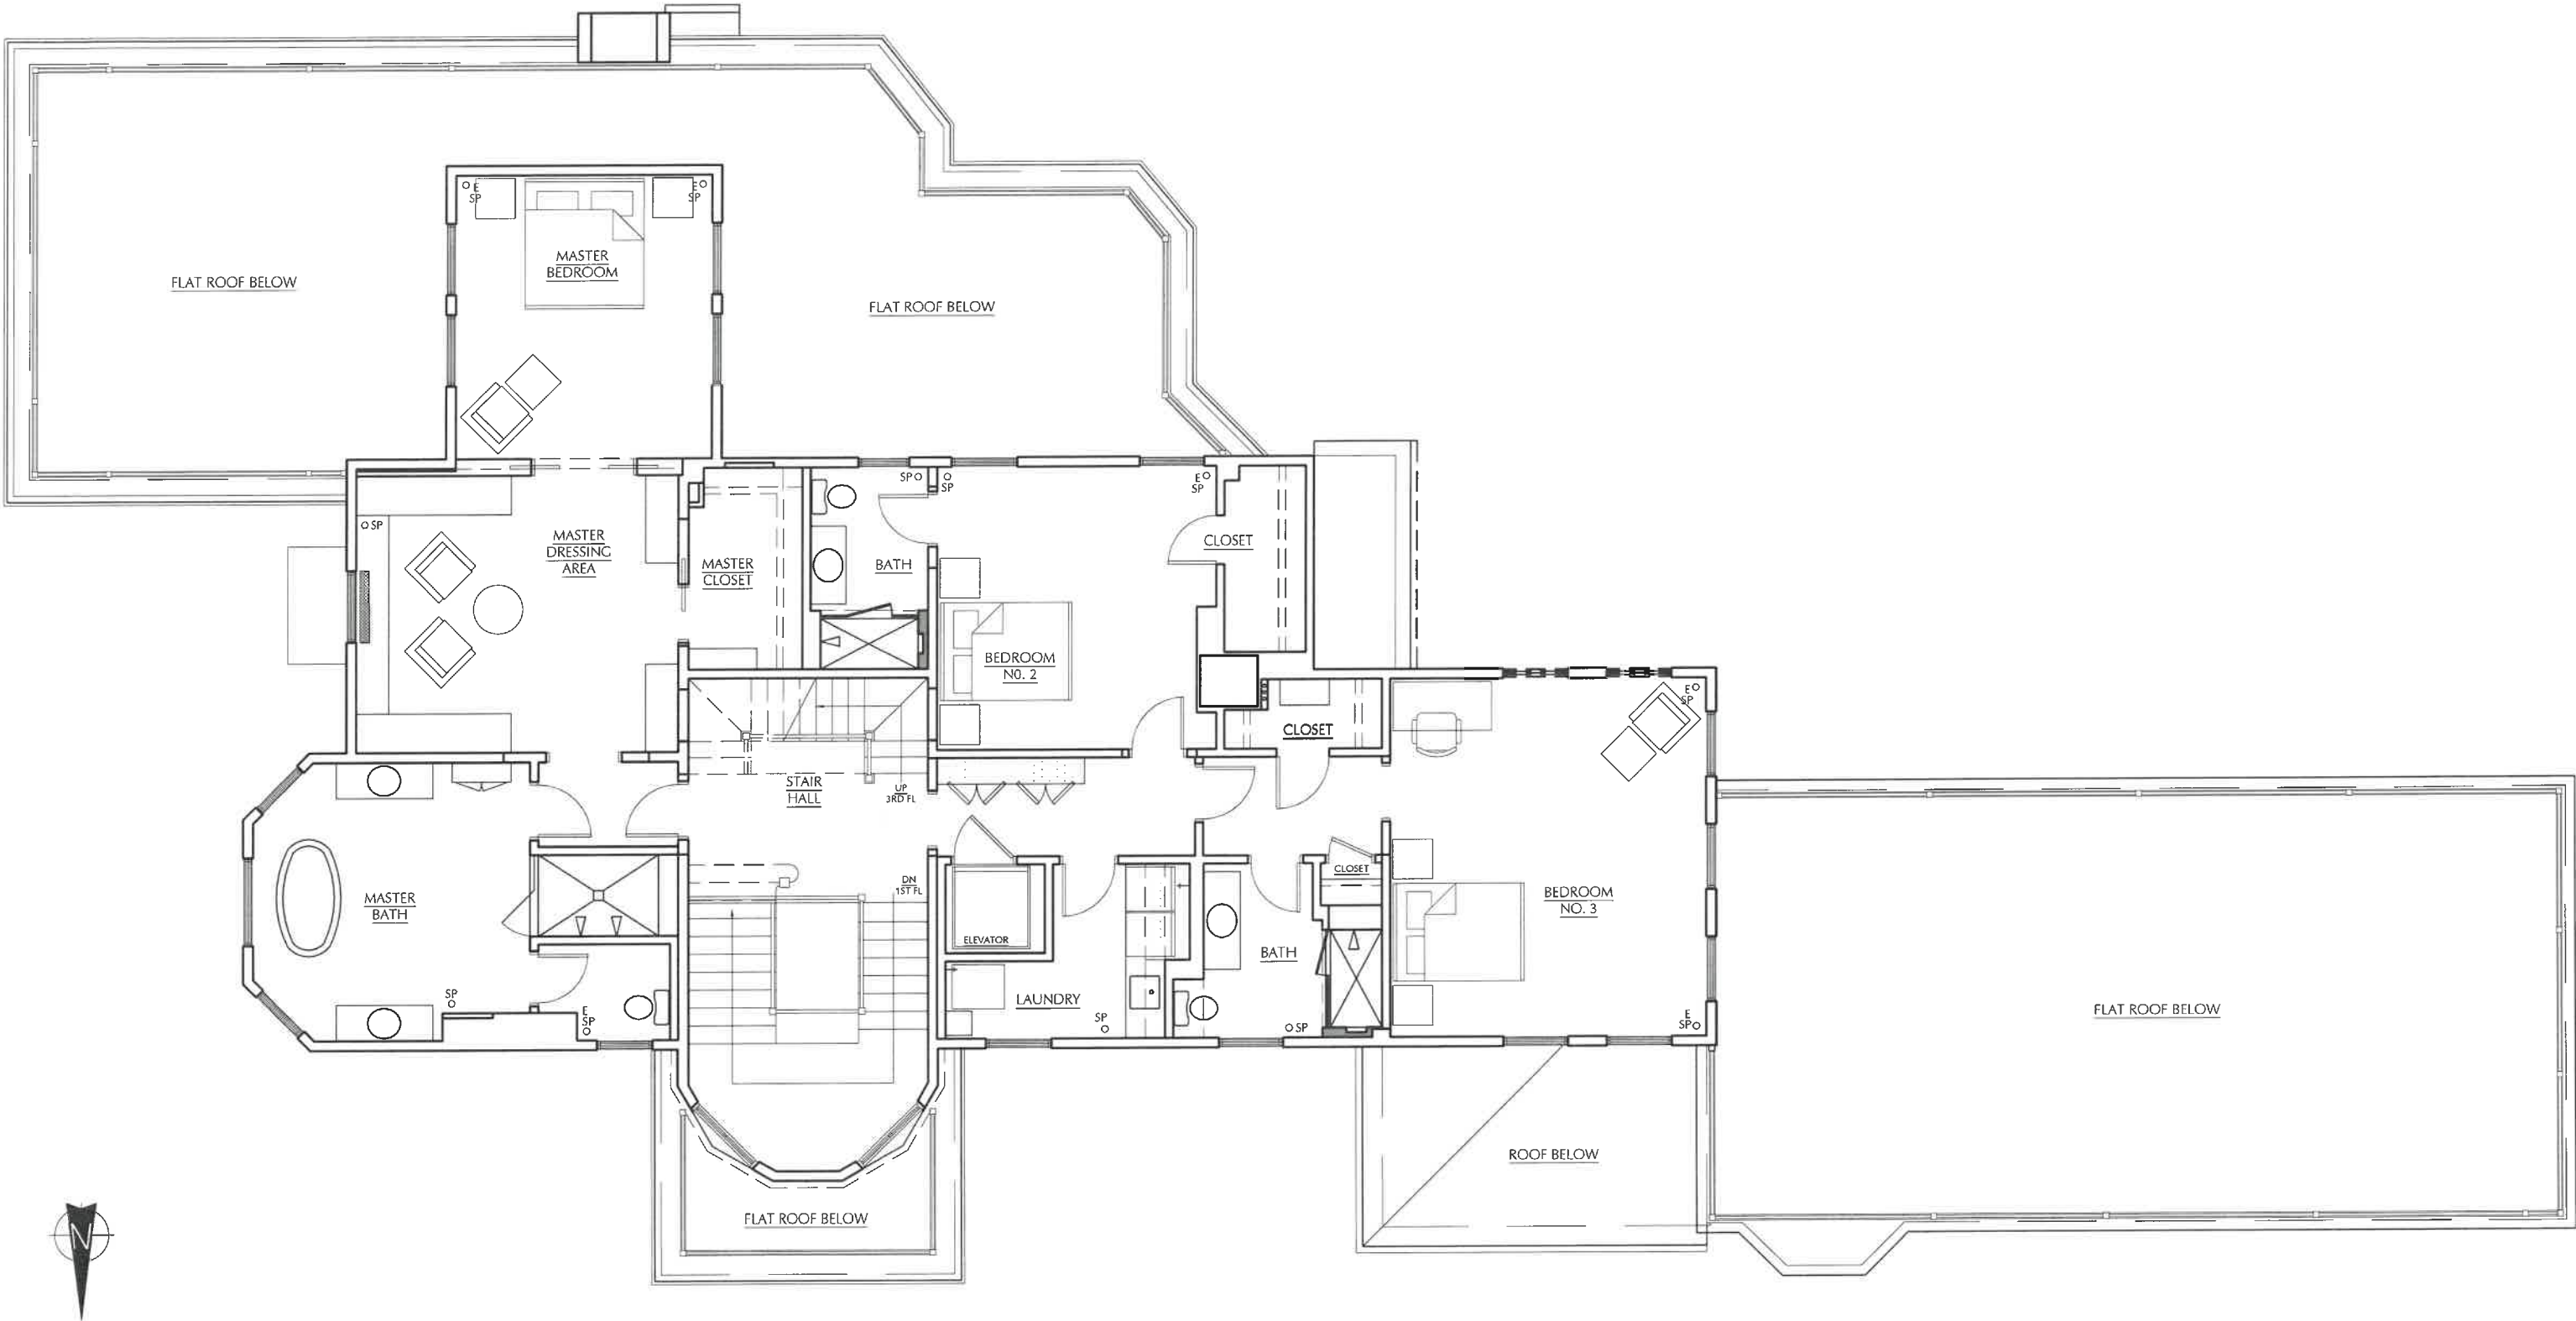 E
SP
E
SP
MASTER
BEDROOM
FLAT ROOF BELOW
FLAT ROOF BELOW
SP
SP
E
SP
SP
MASTER
DRESSING
AREA
MASTER
CLOSET
BATH
CLOSET
BEDROOM
NO. 2
E
SP
CLOSET
STAIR
HALL
UP
3RD FL
CLOSET
DN
1ST FL
MASTER
BATH
BEDROOM
NO. 3
ELEVATOR
BATH
SP
LAUNDRY
E
SP
SP
SP
E
SP
FLAT ROOF BELOW
ROOF BELOW
FLAT ROOF BELOW
N